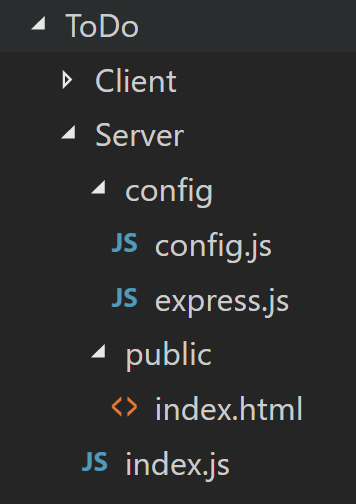 ToDo
Client
Server
config
JS config.js
JS express.js
public
<> index.html
JS index.js